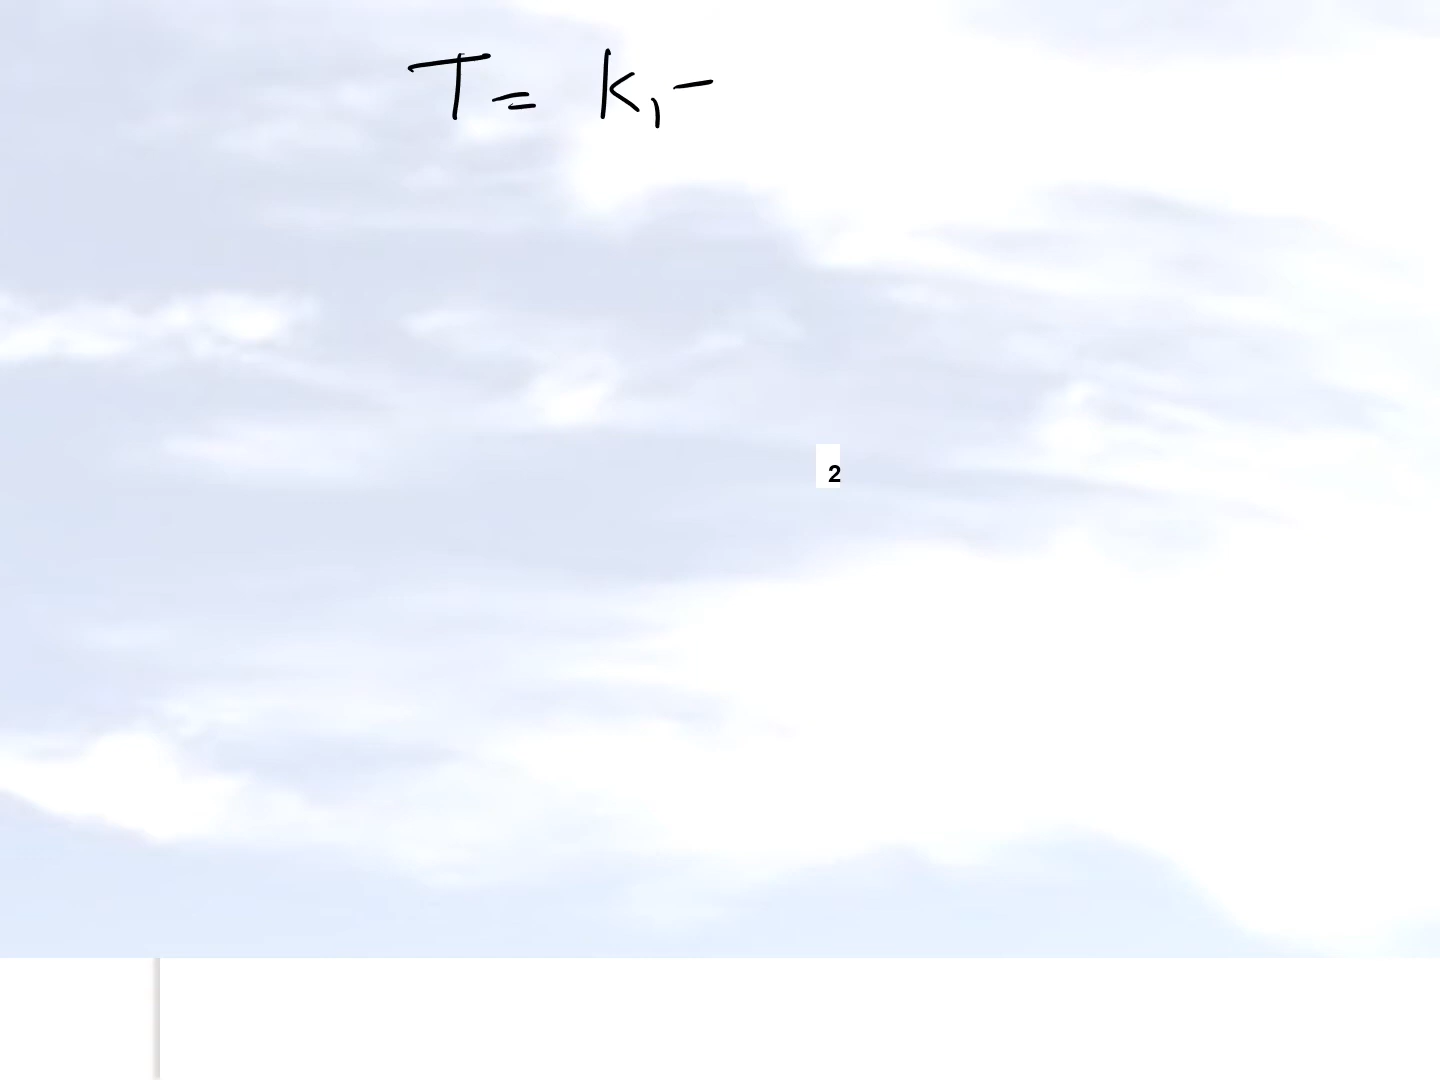 T = k₁ -
2